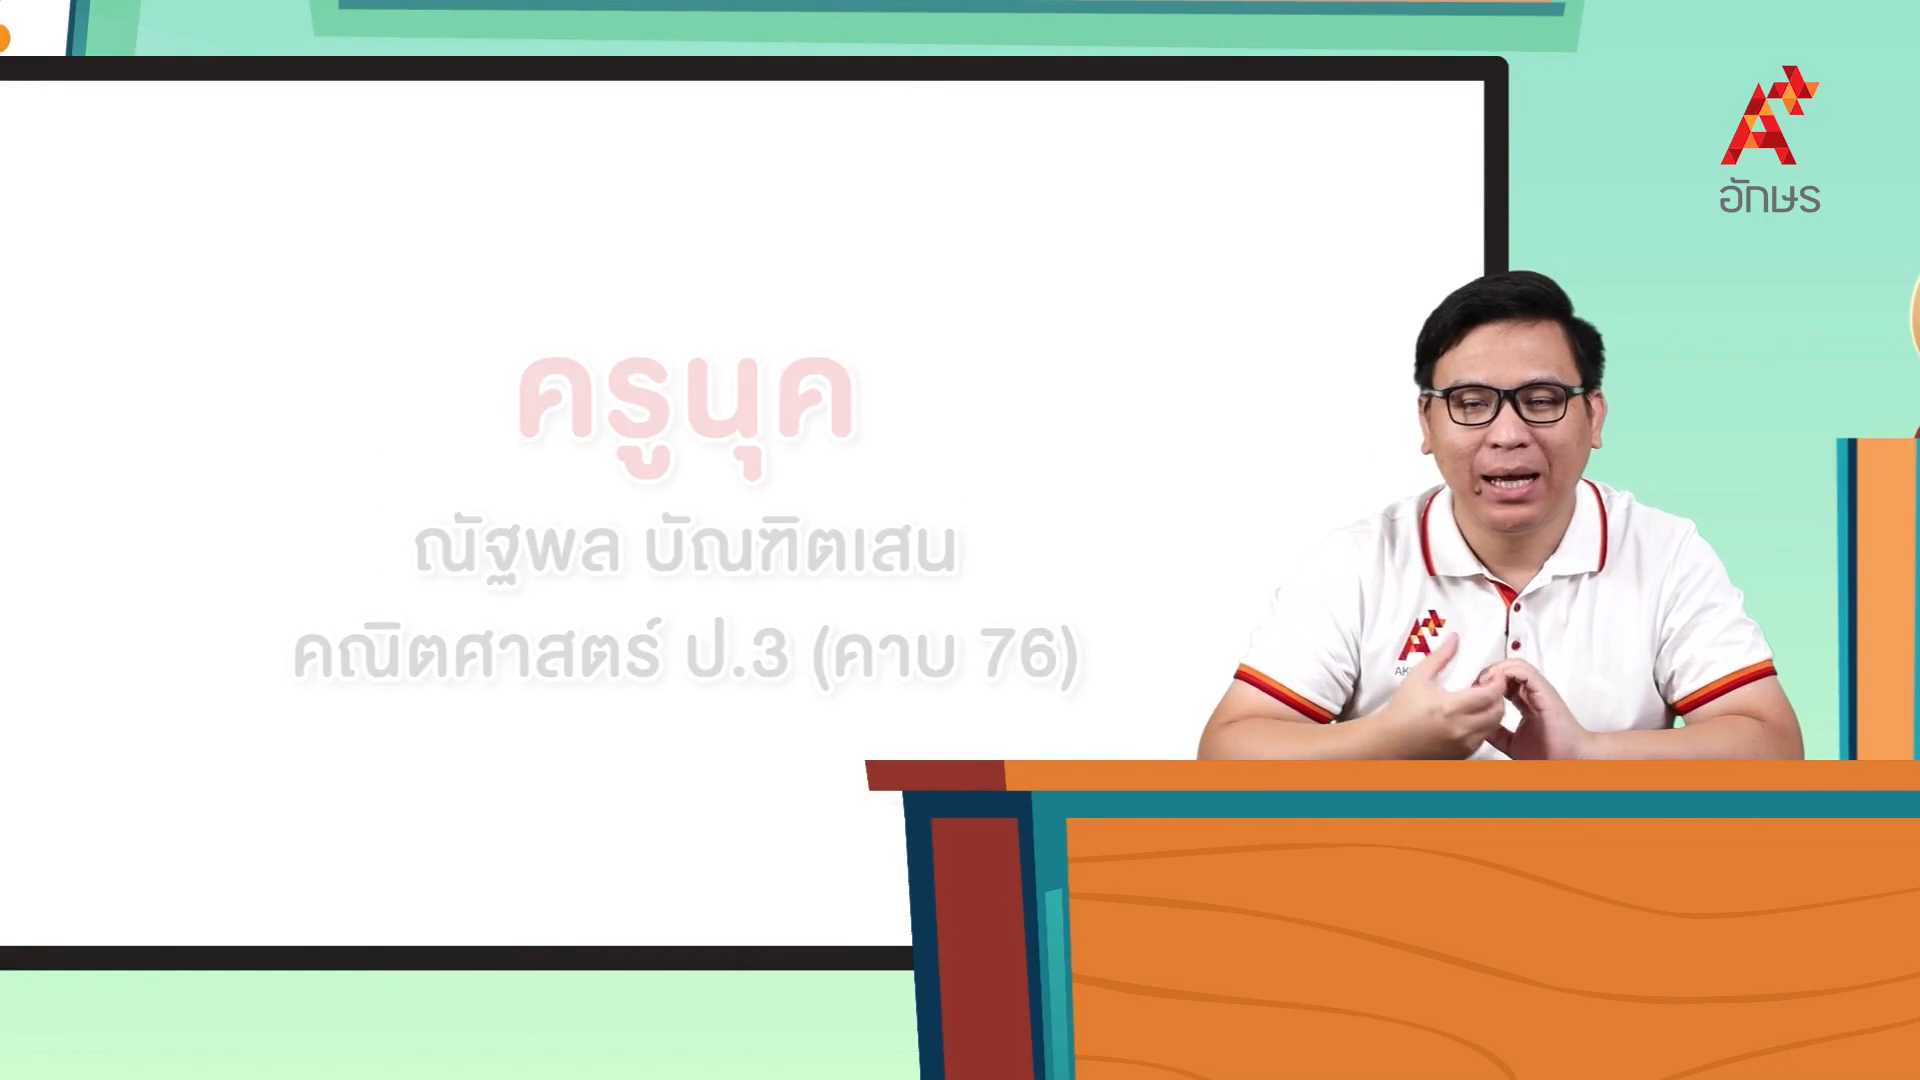 อักษร
ครูนุค
ณัฐพล บัณฑิตเสน
คณิตศาสตร์ ป.3 (คาบ 76)